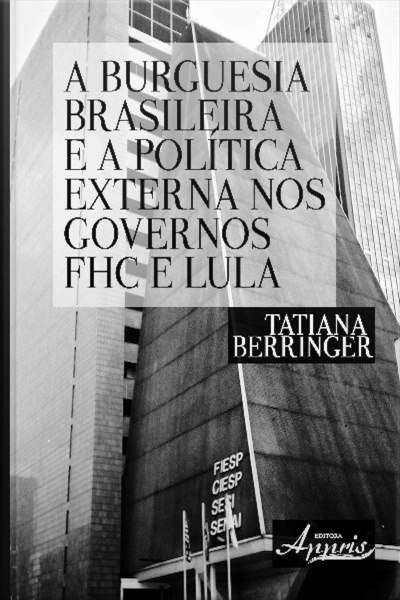 A BURGUESIA
BRASILEIRA
E A POLÍTICA
EXTERNA NOS
GOVERNOS
FHC E LULA
TATIANA
BERRINGER
FIESP
CIESP
SESI
SENAI
EDITORA
Appris